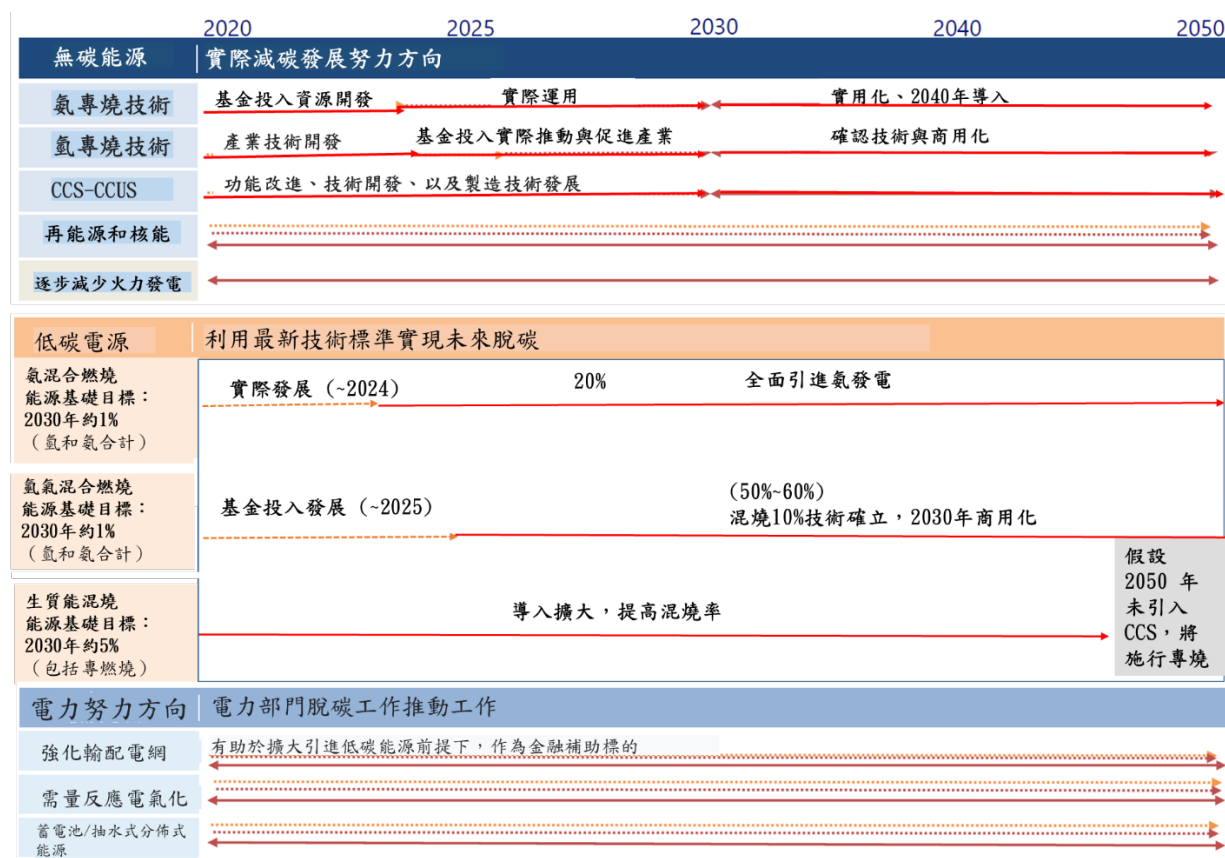 2020 2025 2030 2040 2050
無碳能源 實際減碳發展努力方向
氨專燒技術 基金投入資源開發 實際運用 實用化、2040年導入
氫專燒技術 產業技術開發 基金投入實際推動與促進產業 確認技術與商用化
CCS-CCUS 功能改進、技術開發、以及製造技術發展
再能源和核能
逐步減少火力發電
低碳電源 利用最新技術標準實現未來脫碳
氨混合燃燒
能源基礎目標：
2030年約1%
（氫和氨合計）
實際發展 (~2024) 20% 全面引進氨發電
氫氣混合燃燒
能源基礎目標：
2030年約1%
（氫和氨合計）
基金投入發展 (~2025)
(50%~60%)
混燒10%技術確立，2030年商用化
生質能混燒
能源基礎目標：
2030年約5%
（包括專燃燒）
導入擴大，提高混燒率
假設
2050 年
未引入
CCS，將
施行專燒
電力努力方向 電力部門脫碳工作推動工作
強化輸配電網 有助於擴大引進低碳能源前提下，作為金融補助標的
需量反應電氣化
蓄電池/抽水式分佈式
能源